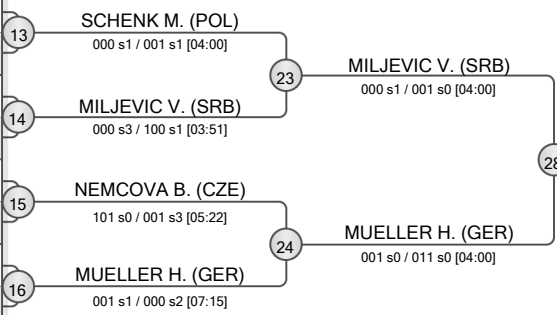 13
SCHENK M. (POL)
000 s1 / 001 s1 [04:00]
23
MILJEVIC V. (SRB)
000 s1 / 001 s0 [04:00]
14
MILJEVIC V. (SRB)
000 s3 / 100 s1 [03:51]
28
15
NEMCOVA B. (CZE)
101 s0 / 001 s3 [05:22]
24
MUELLER H. (GER)
001 s0 / 011 s0 [04:00]
16
MUELLER H. (GER)
001 s1 / 000 s2 [07:15]